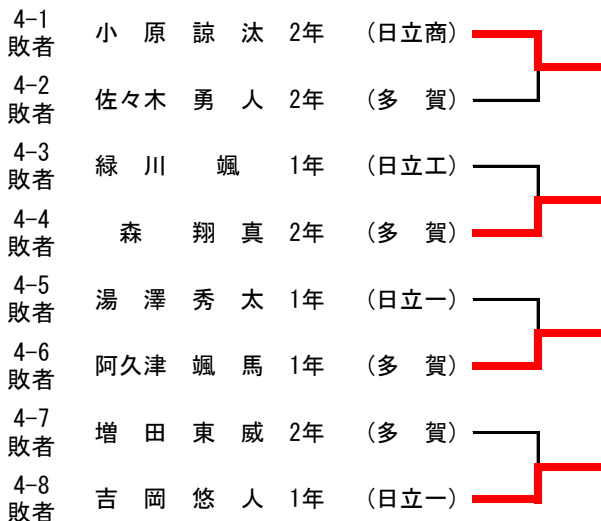 4-1 敗者 小 原 諒 汰 2年 （日立商）
4-2 敗者 佐々木 勇 人 2年 （多 賀）
4-3 敗者 緑 川 颯 1年 （日立工）
4-4 敗者 森 翔 真 2年 （多 賀）
4-5 敗者 湯 澤 秀 太 1年 （日立一）
4-6 敗者 阿久津 颯 馬 1年 （多 賀）
4-7 敗者 増 田 東 威 2年 （多 賀）
4-8 敗者 吉 岡 悠 人 1年 （日立一）